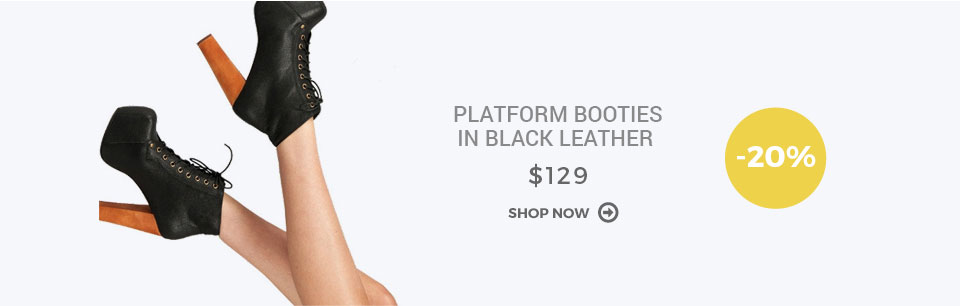 PLATFORM BOOTIES
IN BLACK LEATHER
$129
SHOP NOW
-20%